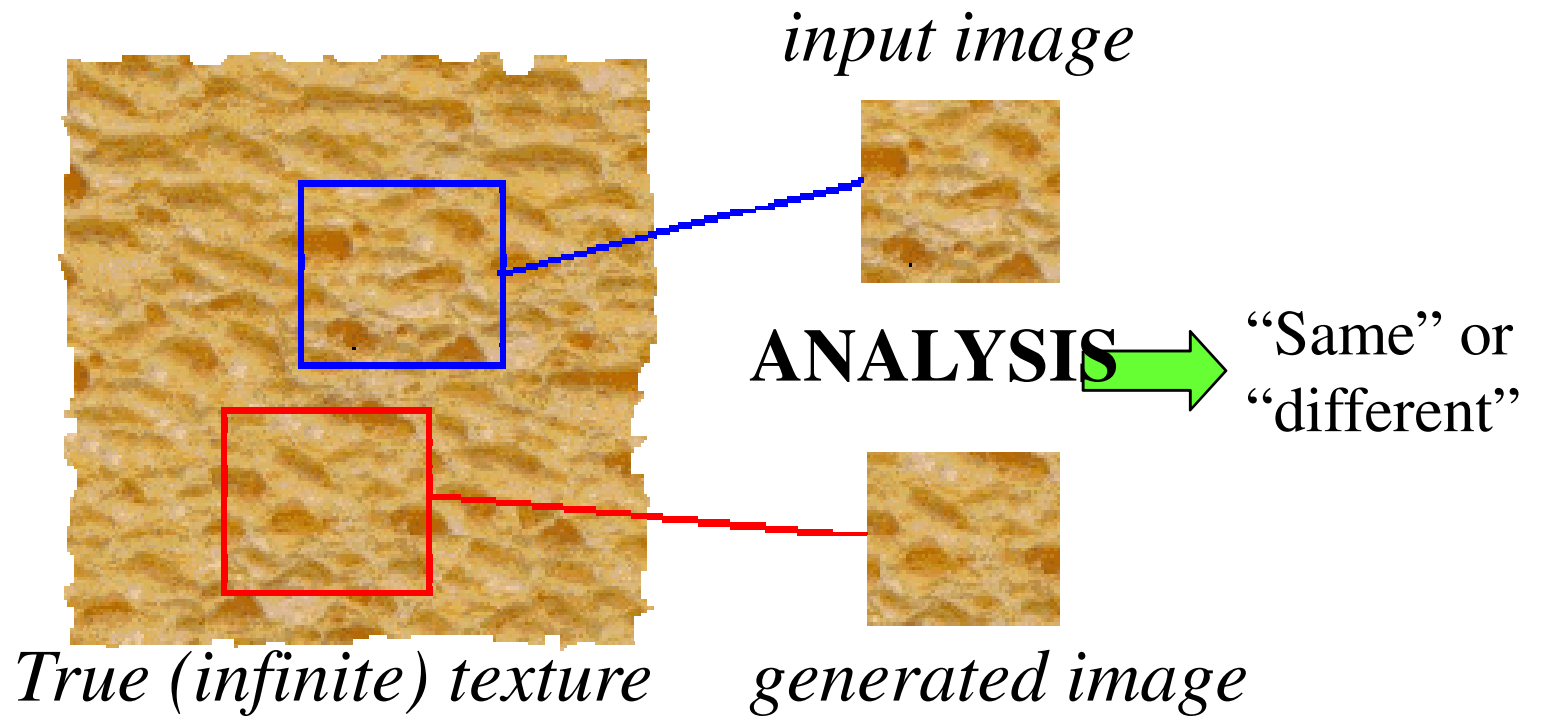 input image
ANALYSIS
“Same” or
“different”
True (infinite) texture
generated image